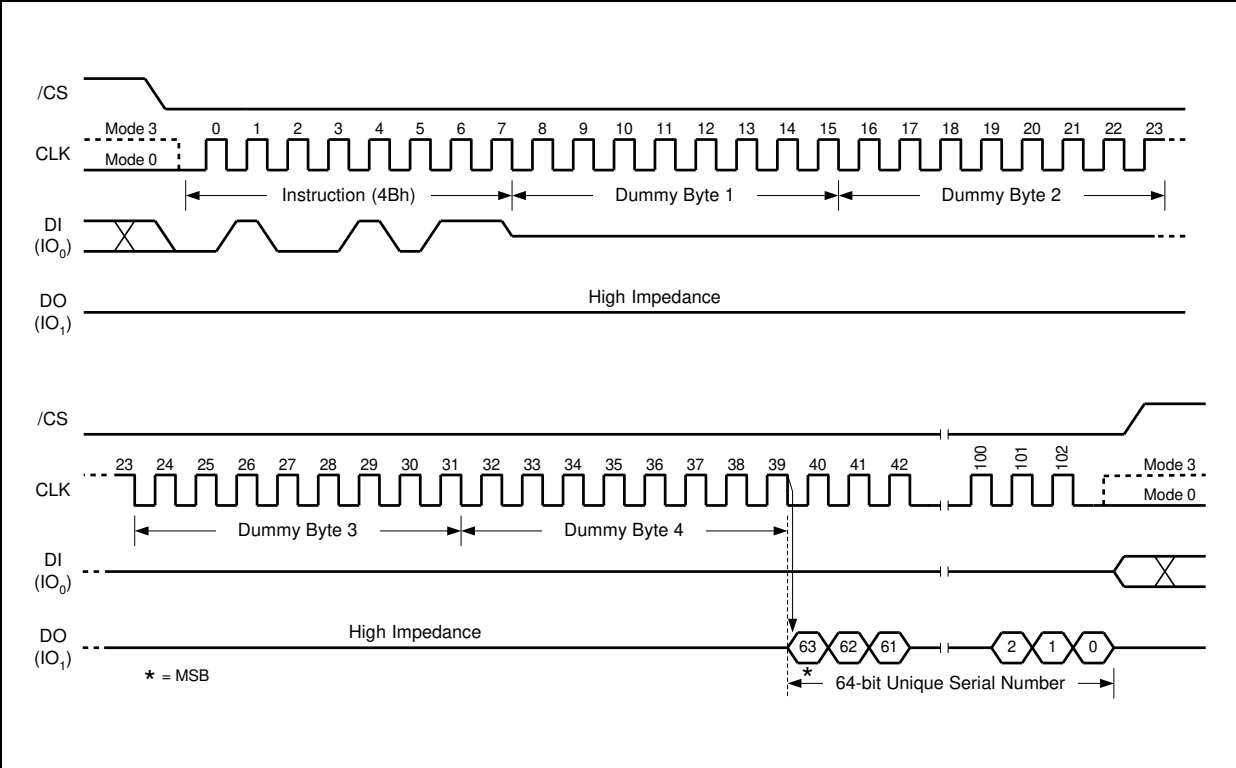 /CS
Mode 3
0 1 2 3 4 5 6 7 8 9 10 11 12 13 14 15 16 17 18 19 20 21 22 23
CLK
Mode 0
Instruction (4Bh) Dummy Byte 1 Dummy Byte 2
DI
(IO0)
High Impedance
DO
(IO1)
/CS
23 24 25 26 27 28 29 30 31 32 33 34 35 36 37 38 39 40 41 42 100 101 102
Mode 3
CLK
Mode 0
Dummy Byte 3 Dummy Byte 4
DI
(IO0)
High Impedance
DO
(IO1)
63 62 61 2 1 0
* = MSB
*
64-bit Unique Serial Number